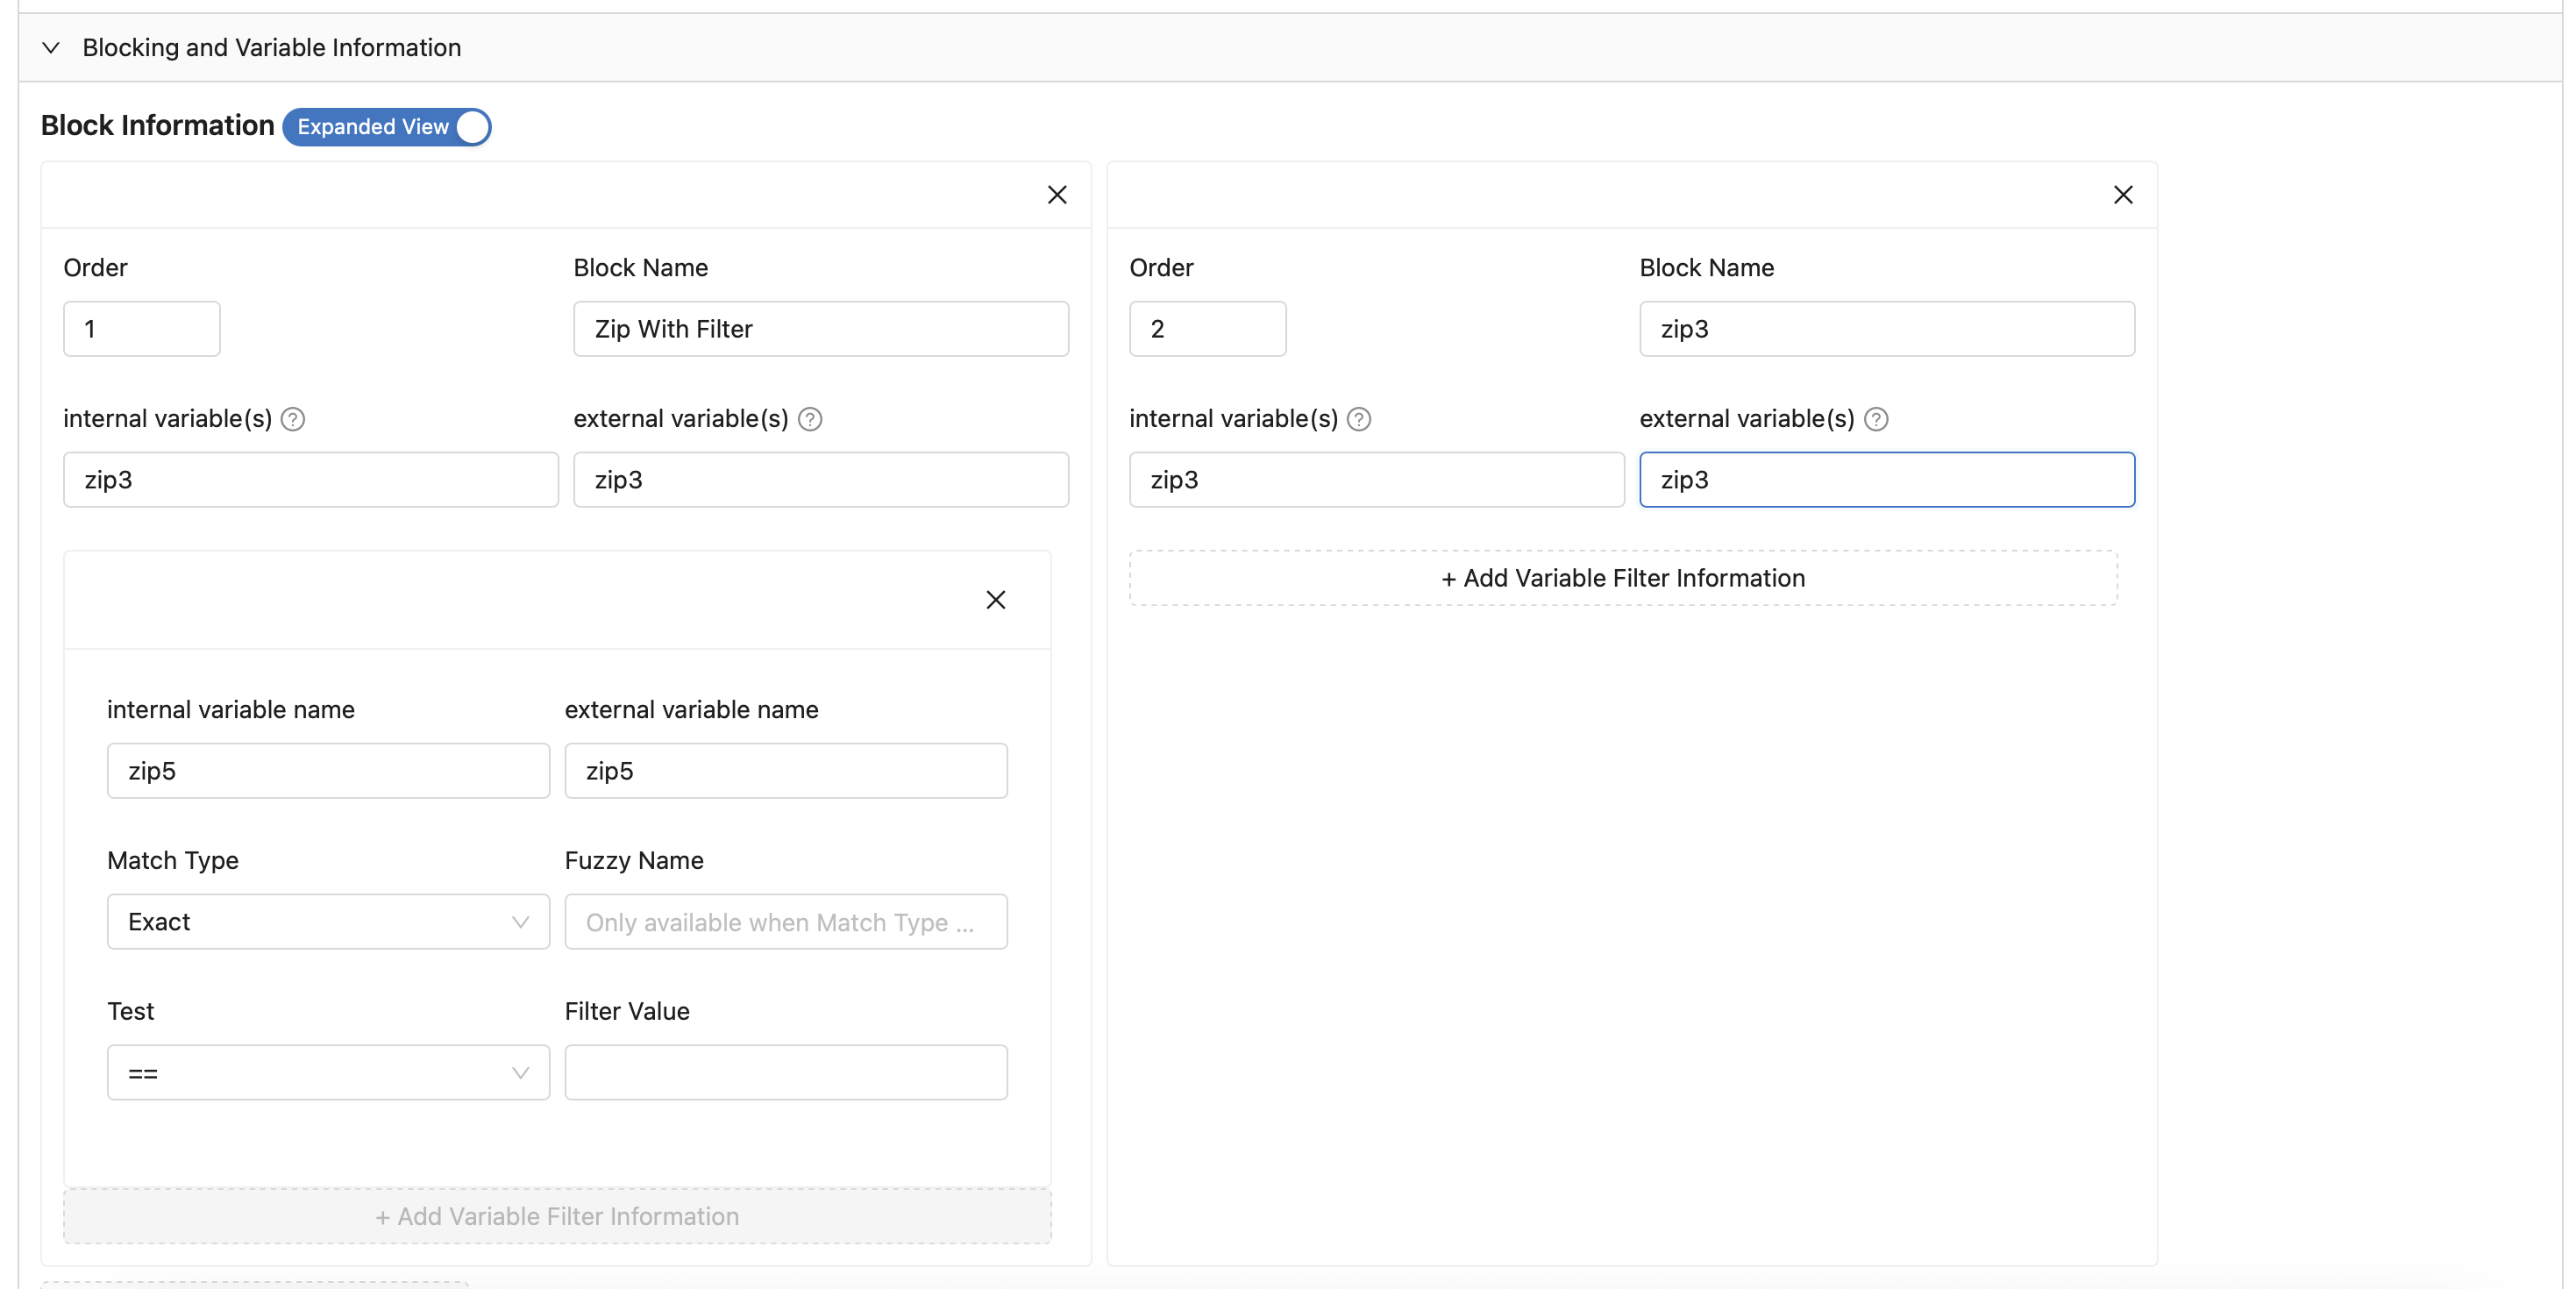 Blocking and Variable Information
Block Information Expanded View
Order Block Name
1 Zip With Filter
internal variable(s) ? external variable(s) ?
zip3 zip3
internal variable name external variable name
zip5 zip5
Match Type Fuzzy Name
Exact Only available when Match Type ...
Test Filter Value
==
+ Add Variable Filter Information
Order Block Name
2 zip3
internal variable(s) ? external variable(s) ?
zip3 zip3
+ Add Variable Filter Information